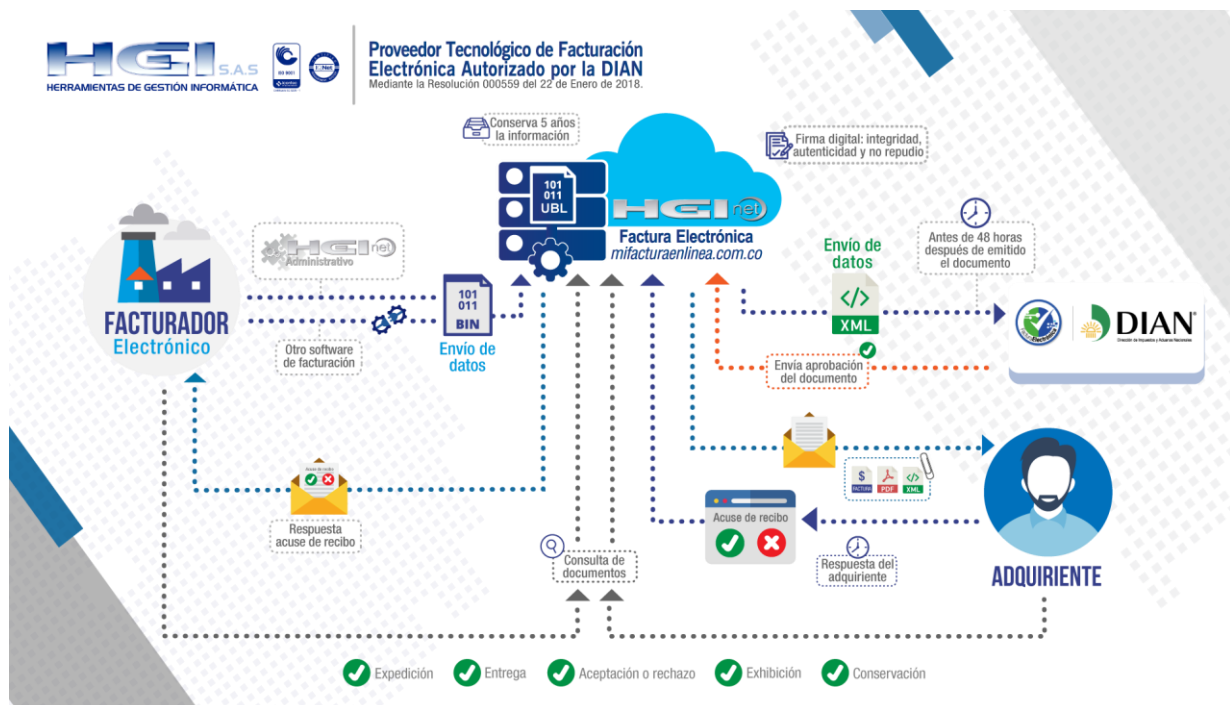 HGI S.A.S
HERRAMIENTAS DE GESTIÓN INFORMÁTICA
ISO 9001
Proveedor Tecnológico de Facturación
Electrónica Autorizado por la DIAN
Mediante la Resolución 000559 del 22 de Enero de 2018.
Conserva 5 años
la información
Firma digital: integridad,
autenticidad y no repudio
101
011
UBL
HGI net
Factura Electrónica
mifacturaenlinea.com.co
HGI net
Administrativo
FACTURADOR
Electrónico
Otro software
de facturación
101
011
BIN
Envío de
datos
Envío de
datos
</>
XML
Antes de 48 horas
después de emitido
el documento
DIAN
Envía aprobación
del documento
$
FACTURA
PDF
</>
XML
Respuesta
acuse de recibo
Acuse de recibo
Respuesta del
adquiriente
Consulta de
documentos
ADQUIRIENTE
Expedición
Entrega
Aceptación o rechazo
Exhibición
Conservación